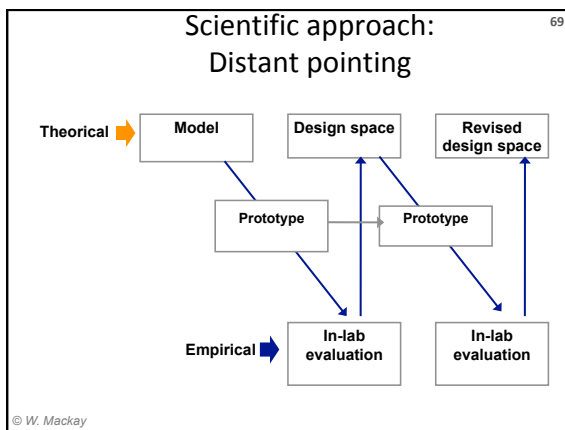 Scientific approach:
Distant pointing
69
Theorical
Model
Design space
Revised
design space
Prototype
Prototype
Empirical
In-lab
evaluation
In-lab
evaluation
© W. Mackay